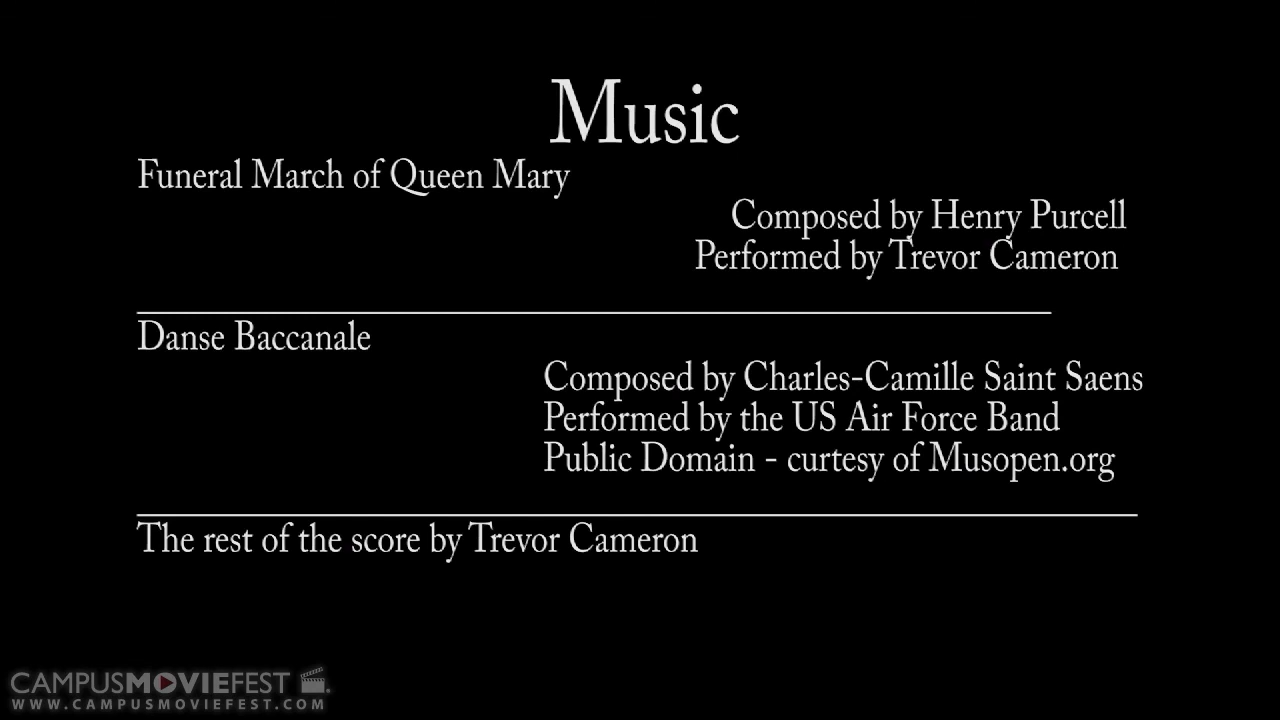 Music
Funeral March of Queen Mary
Composed by Henry Purcell
Performed by Trevor Cameron
Danse Baccanale
Composed by Charles-Camille Saint Saens
Performed by the US Air Force Band
Public Domain - curtesy of Musopen.org
The rest of the score by Trevor Cameron
CAMPUSMOVIEFEST
WWW.CAMPUSMOVIEFEST.COM